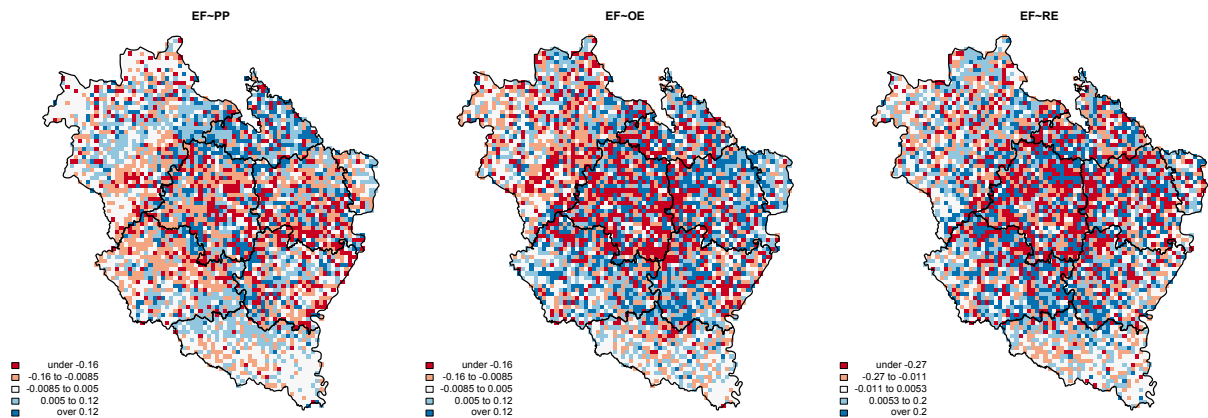 EF~PP
EF~OE
EF~RE
under -0.16
-0.16 to -0.0085
-0.0085 to 0.005
0.005 to 0.12
over 0.12
under -0.16
-0.16 to -0.0085
-0.0085 to 0.005
0.005 to 0.12
over 0.12
under -0.27
-0.27 to -0.011
-0.011 to 0.0053
0.0053 to 0.2
over 0.2